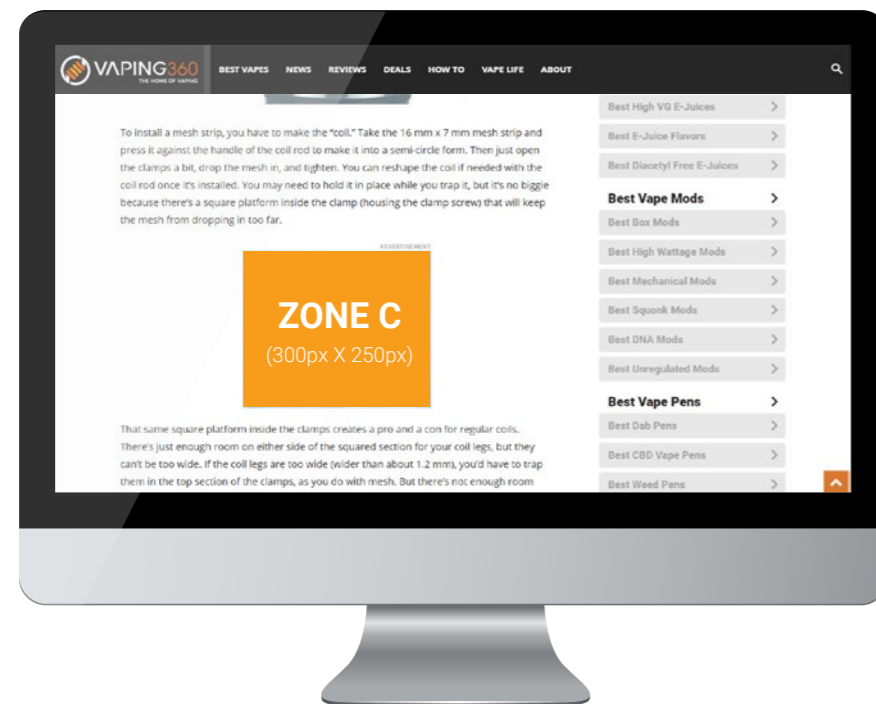 VAPING360
THE HOME OF VAPING
BEST VAPES NEWS REVIEWS DEALS HOW TO VAPE LIFE ABOUT
To install a mesh strip, you have to make the “coil.” Take the 16 mm x 7 mm mesh strip and
press it against the handle of the coil rod to make it into a semi-circle form. Then just open
the clamps a bit, drop the mesh in, and tighten. You can reshape the coil if needed with the
coil rod once it's installed. You may need to hold it in place while you trap it, but it's no biggie
because there's a square platform inside the clamp (housing the clamp screw) that will keep
the mesh from dropping in too far.
ADVERTISEMENT
ZONE C
(300px X 250px)
That same square platform inside the clamps creates a pro and a con for regular coils.
There's just enough room on either side of the squared section for your coil legs, but they
can't be too wide. If the coil legs are too wide (wider than about 1.2 mm), you'd have to trap
them in the top section of the clamps, as you do with mesh. But there's not enough room
Best High VG E-Juices
Best E-Juice Flavors
Best Diacetyl Free E-Juices
Best Vape Mods
Best Box Mods
Best High Wattage Mods
Best Mechanical Mods
Best Squonk Mods
Best DNA Mods
Best Unregulated Mods
Best Vape Pens
Best Dab Pens
Best CBD Vape Pens
Best Weed Pens